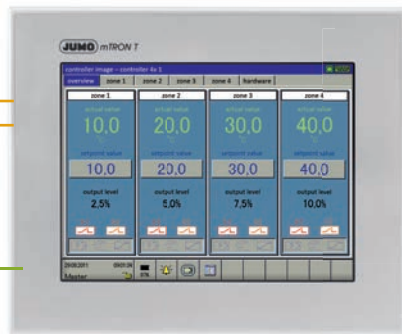 JUMO mTRON T
controller image - controller 4x 1
overview zone 1 zone 2 zone 3 zone 4 hardware
zone 1 zone 2 zone 3 zone 4
actual value actual value actual value actual value
10,0 20,0 30,0 40,0
setpoint value setpoint value setpoint value setpoint value
10,0 20,0 30,0 40,0
output level output level output level output level
2,5% 5,0% 7,5% 10,0%
Master